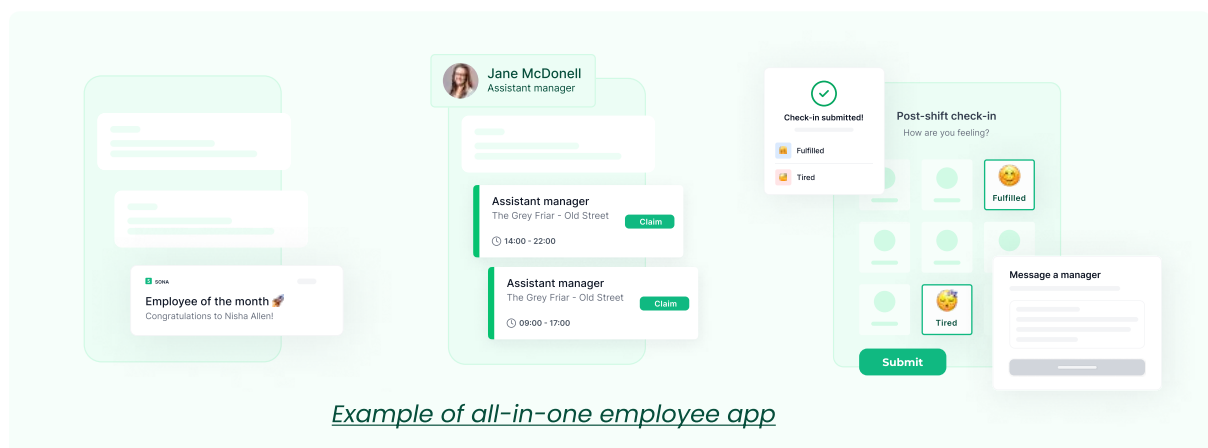 SONA
Employee of the month 🚀
Congratulations to Nisha Allen!
Jane McDonell
Assistant manager
Assistant manager
The Grey Friar - Old Street
Claim
14:00 - 22:00
Assistant manager
The Grey Friar - Old Street
Claim
09:00 - 17:00
Check-in submitted!
Fulfilled
Tired
Post-shift check-in
How are you feeling?
Fulfilled
Tired
Submit
Message a manager
Example of all-in-one employee app